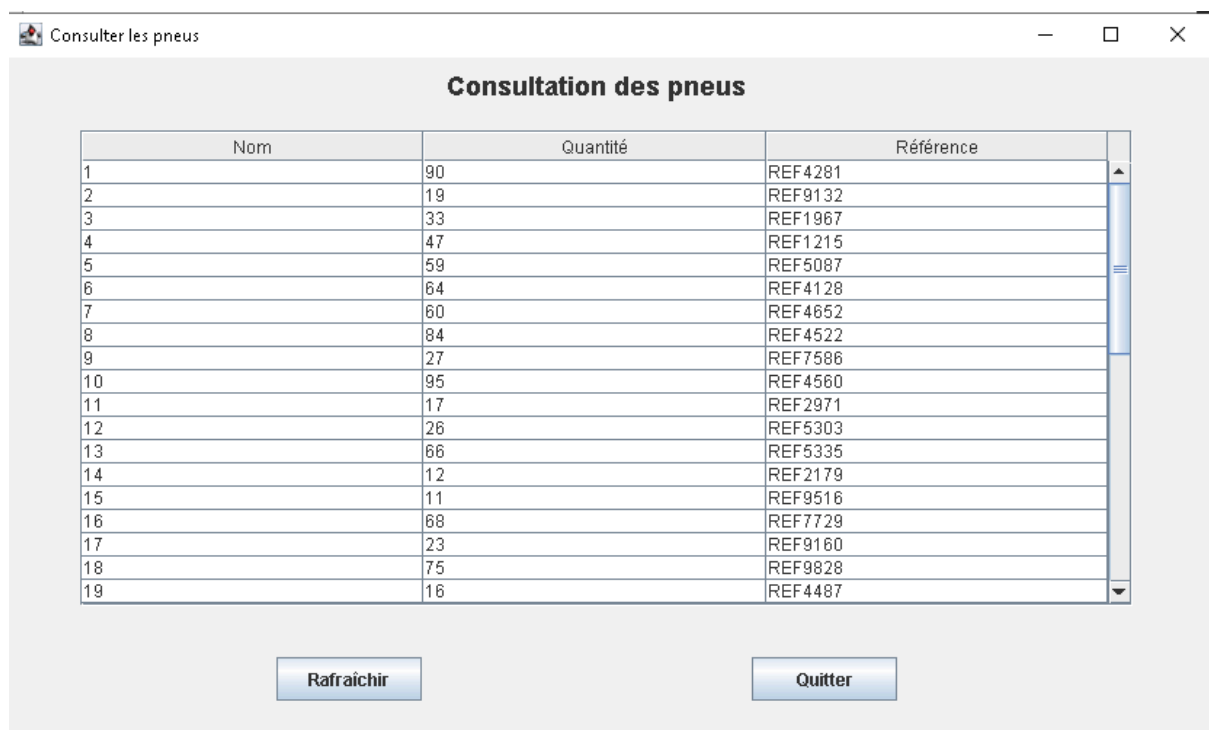 Consulter les pneus
Consultation des pneus
Nom Quantité Référence
1 90 REF4281
2 19 REF9132
3 33 REF1967
4 47 REF1215
5 59 REF5087
6 64 REF4128
7 60 REF4652
8 84 REF4522
9 27 REF7586
10 95 REF4560
11 17 REF2971
12 26 REF5303
13 66 REF5335
14 12 REF2179
15 11 REF9516
16 68 REF7729
17 23 REF9160
18 75 REF9828
19 16 REF4487
Rafraîchir Quitter